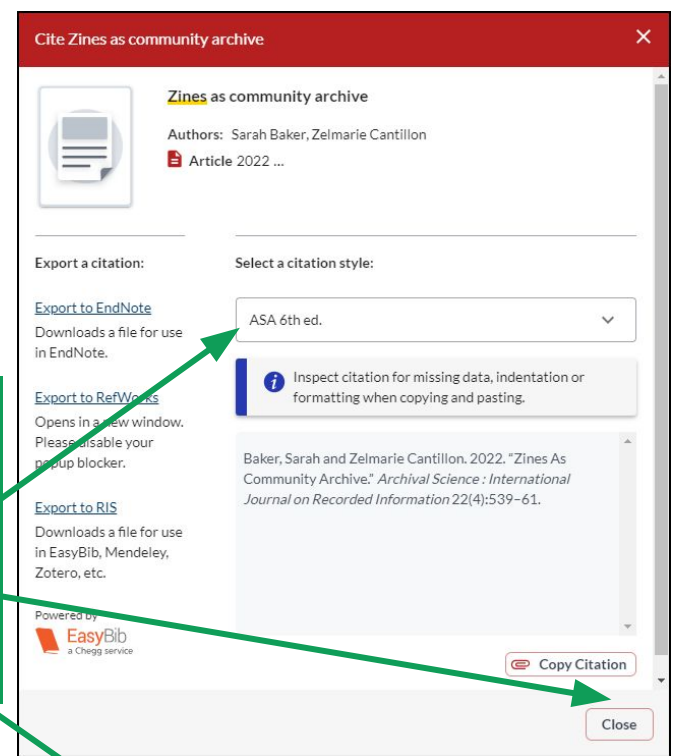 Cite Zines as community archive
Zines as community archive
Authors: Sarah Baker, Zelmarie Cantillon
Article 2022 ...
Export a citation:
Export to EndNote
Downloads a file for use
in EndNote.
Export to RefWorks
Opens in a new window.
Please disable your
popup blocker.
Export to RIS
Downloads a file for use
in EasyBib, Mendeley,
Zotero, etc.
Powered by
EasyBib
a Chegg service
Select a citation style:
ASA 6th ed.
Inspect citation for missing data, indentation or
formatting when copying and pasting.
Baker, Sarah and Zelmarie Cantillon. 2022. “Zines As
Community Archive.” Archival Science : International
Journal on Recorded Information 22(4):539–61.
Copy Citation
Close